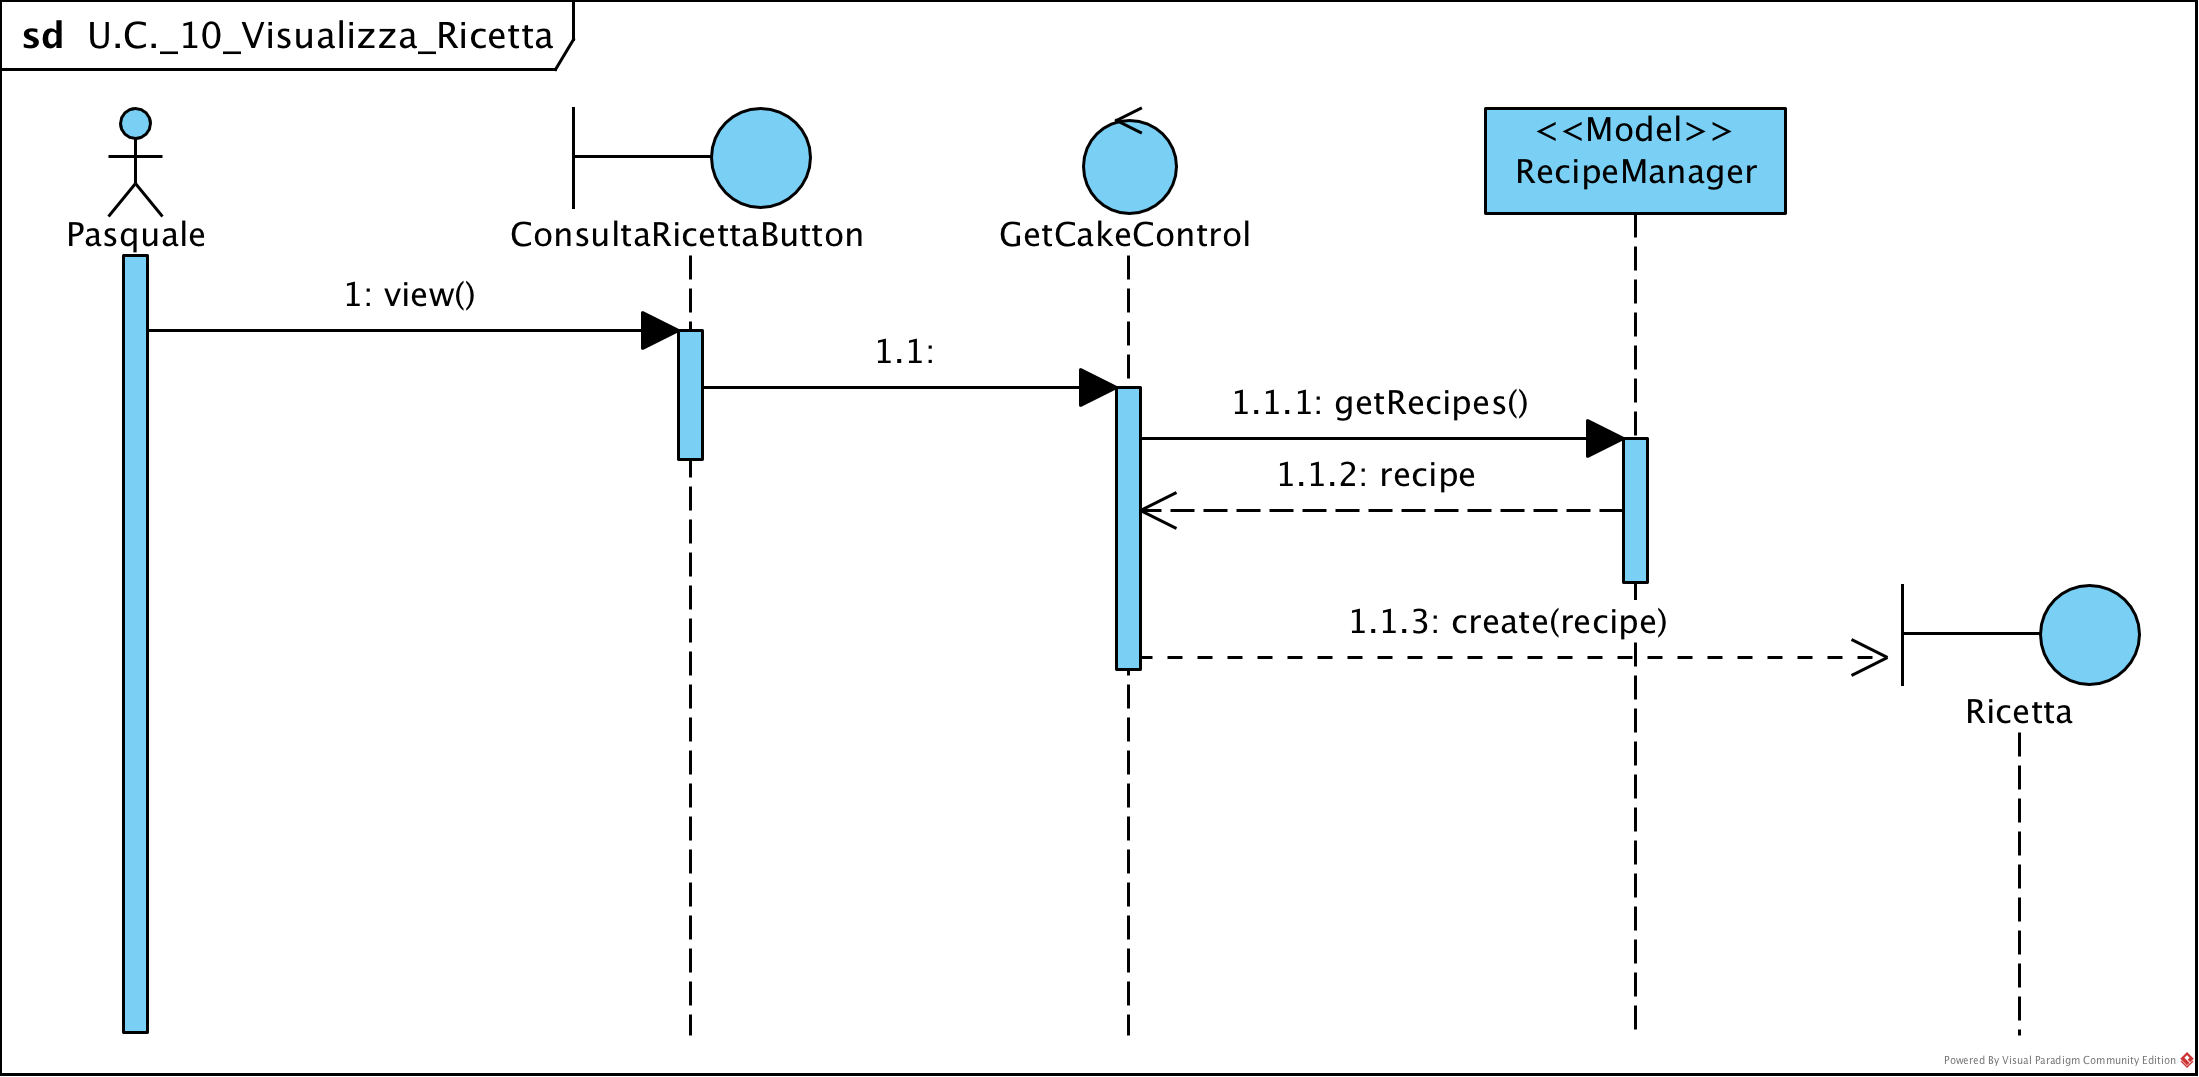 sd U.C._10_Visualizza_Ricetta
<<Model>>
RecipeManager
Pasquale
ConsultaRicettaButton
GetCakeControl
1: view()
1.1:
1.1.1: getRecipes()
1.1.2: recipe
1.1.3: create(recipe)
Ricetta
Powered By Visual Paradigm Community Edition